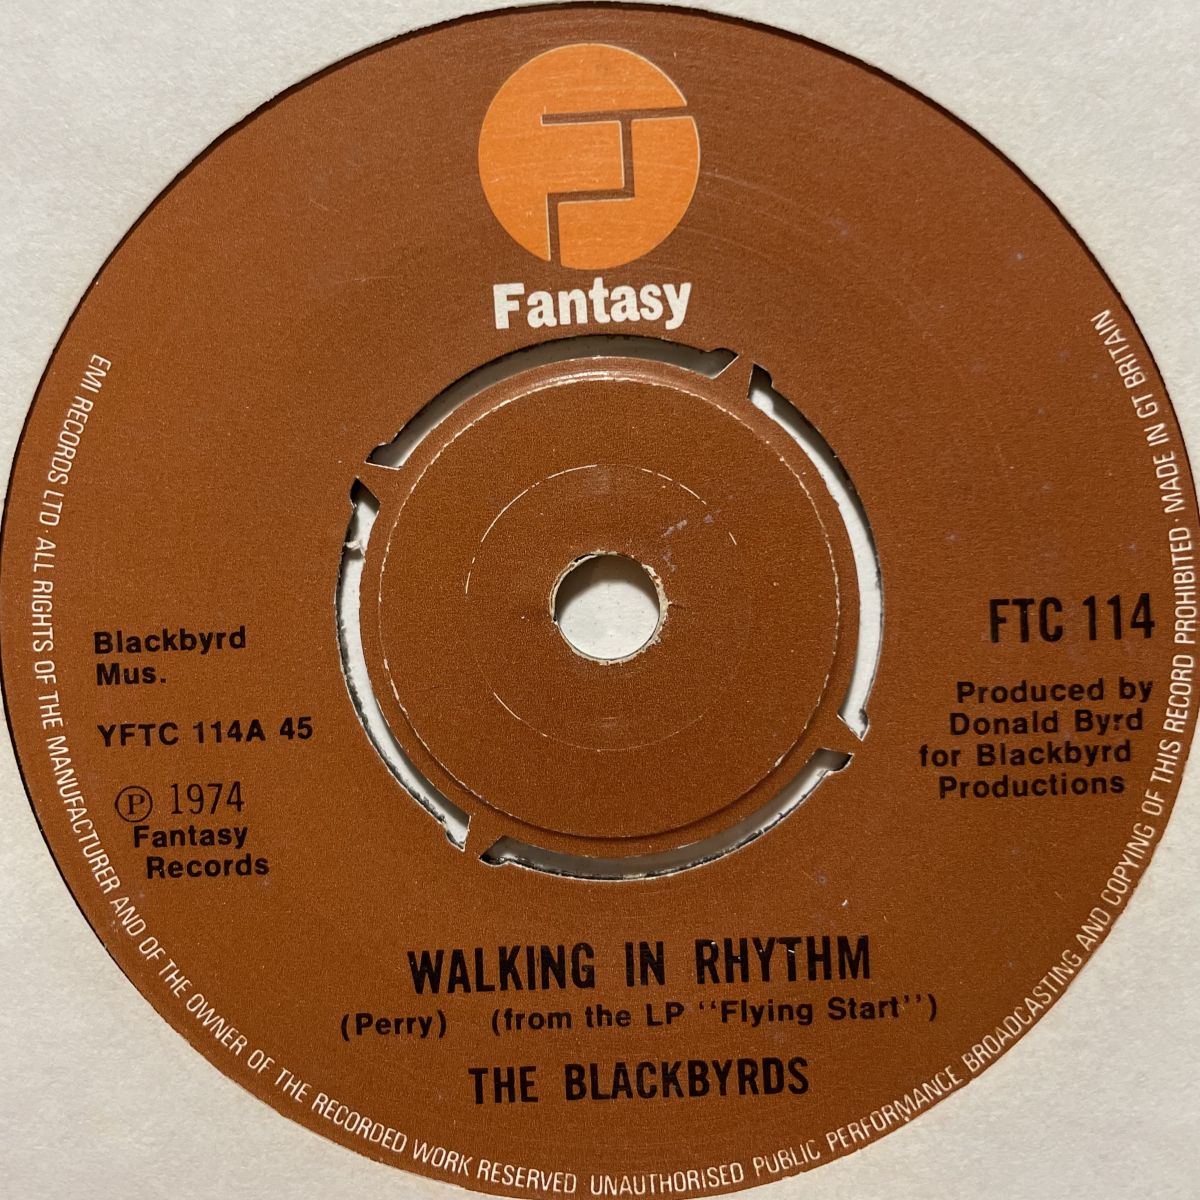 Fantasy
EMI RECORDS LTD · ALL RIGHTS OF THE MANUFACTURER AND OF THE OWNER OF THE RECORDED WORK RESERVED UNAUTHORISED PUBLIC PERFORMANCE BROADCASTING AND COPYING OF THIS RECORD PROHIBITED · MADE IN GT BRITAIN
Blackbyrd
Mus.
YFTC 114A 45
Ⓟ 1974
Fantasy
Records
FTC 114
Produced by
Donald Byrd
for Blackbyrd
Productions
WALKING IN RHYTHM
(Perry) (from the LP ‘‘Flying Start’’)
THE BLACKBYRDS